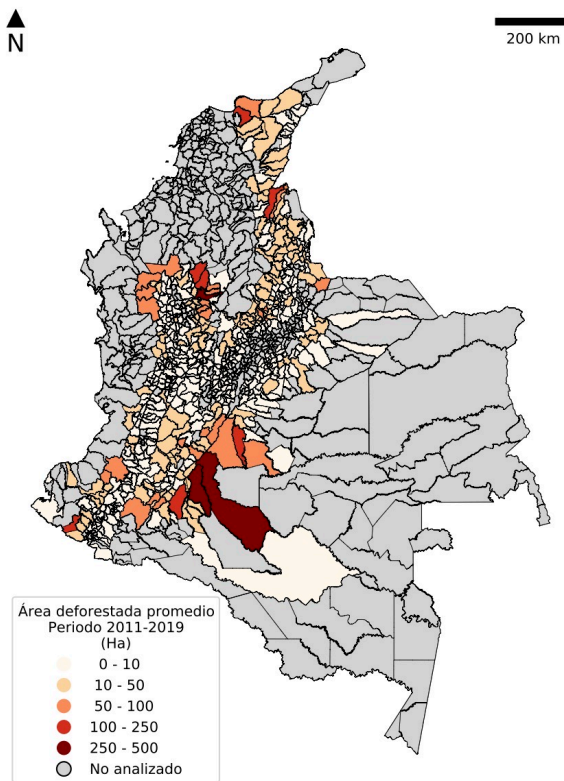 N
200 km
Área deforestada promedio
Periodo 2011-2019
(Ha)
0 - 10
10 - 50
50 - 100
100 - 250
250 - 500
No analizado